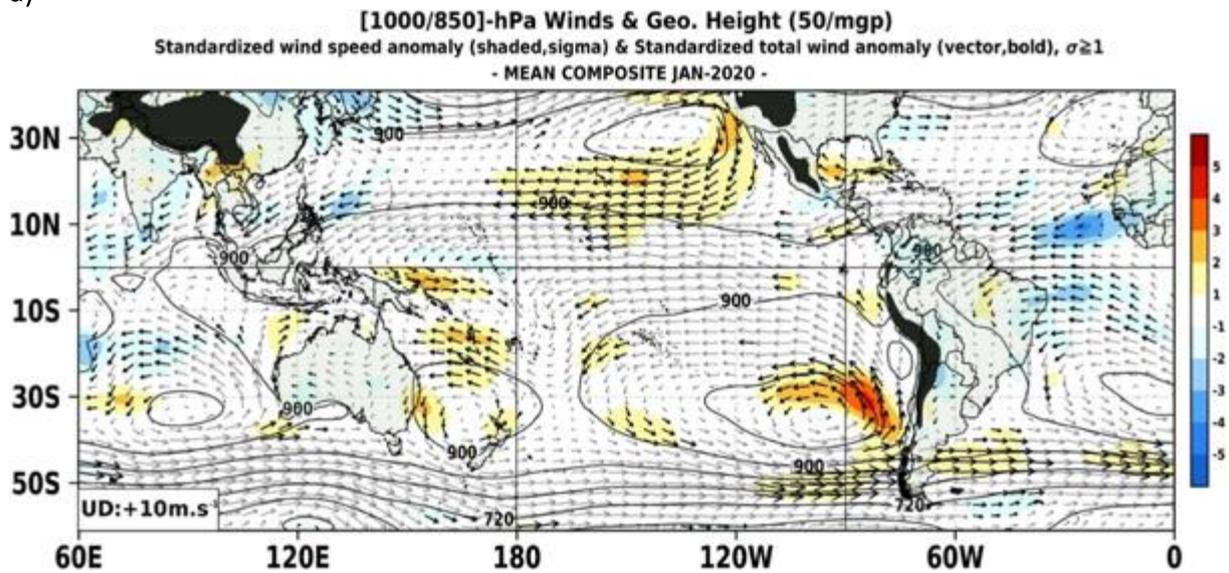 [1000/850]-hPa Winds & Geo. Height (50/mgp)
Standardized wind speed anomaly (shaded,sigma) & Standardized total wind anomaly (vector,bold), σ≧1
- MEAN COMPOSITE JAN-2020 -
30N
10N
10S
30S
50S
900
900
900
900
900
900
900
900
720
720
5
4
3
2
1
-1
-2
-3
-4
-5
UD:+10m.s⁻¹
60E
120E
180
120W
60W
0